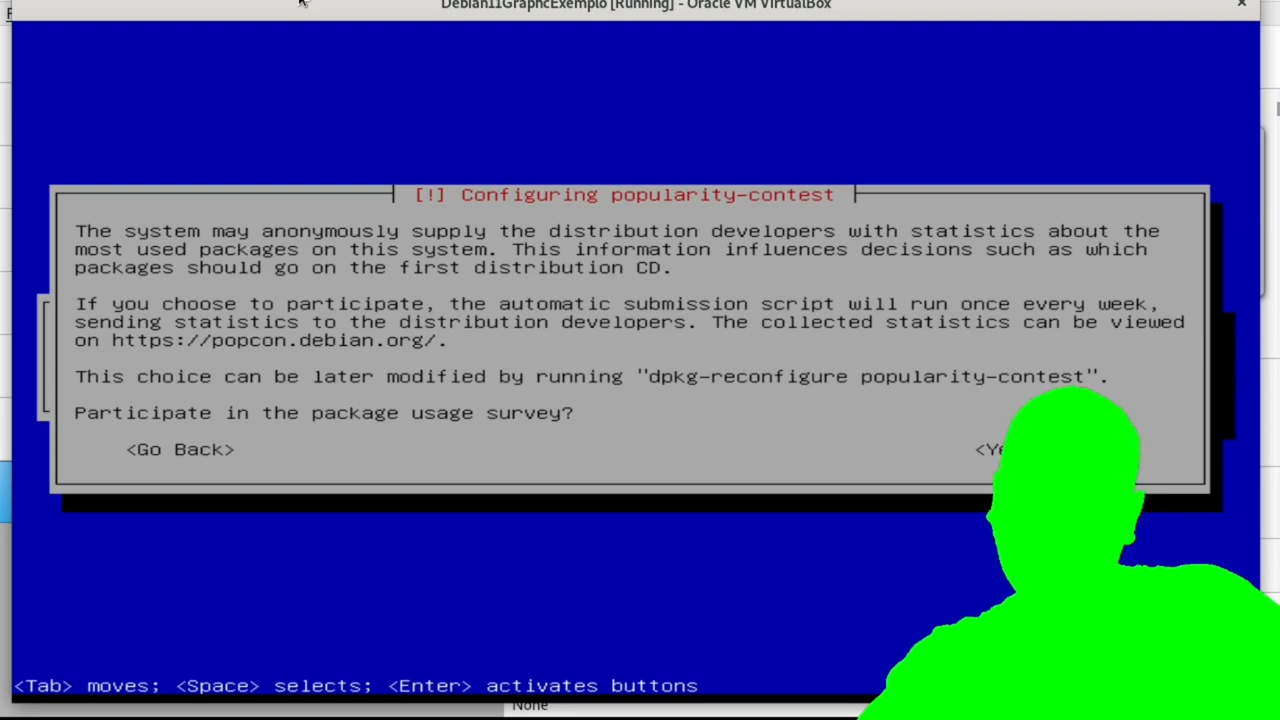 Debian11GraphcExemplo [Running] - Oracle VM VirtualBox
[!] Configuring popularity-contest
The system may anonymously supply the distribution developers with statistics about the
most used packages on this system. This information influences decisions such as which
packages should go on the first distribution CD.
If you choose to participate, the automatic submission script will run once every week,
sending statistics to the distribution developers. The collected statistics can be viewed
on https://popcon.debian.org/.
This choice can be later modified by running "dpkg-reconfigure popularity-contest".
Participate in the package usage survey?
<Go Back>
<Tab> moves; <Space> selects; <Enter> activates buttons
None